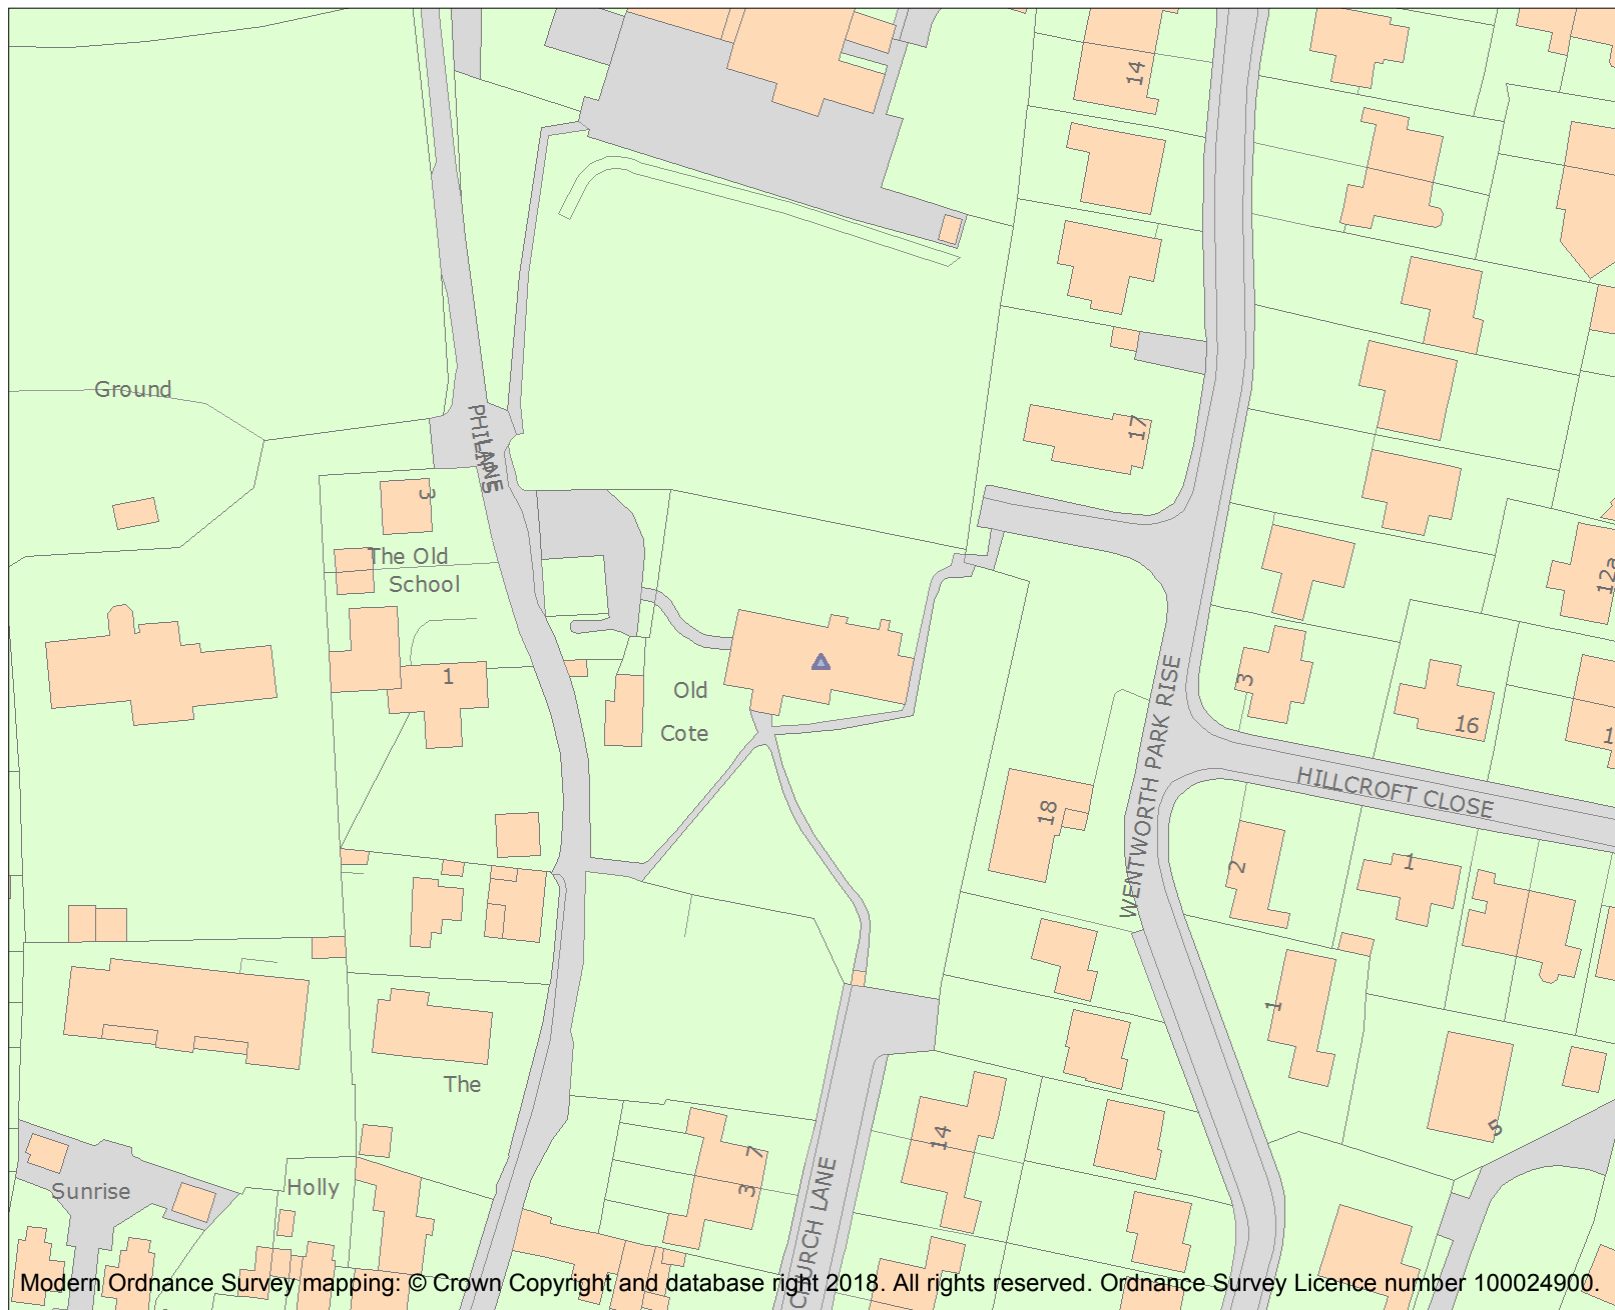 14
Ground
PHILLIPS
LANE
17
3
The Old
School
12a
1
Old
Cote
3
16
1
WENTWORTH PARK RISE
HILLCROFT CLOSE
18
2
1
1
The
5
14
7
3
Sunrise
Holly
CHURCH LANE
Modern Ordnance Survey mapping: © Crown Copyright and database right 2018. All rights reserved. Ordnance Survey Licence number 100024900.